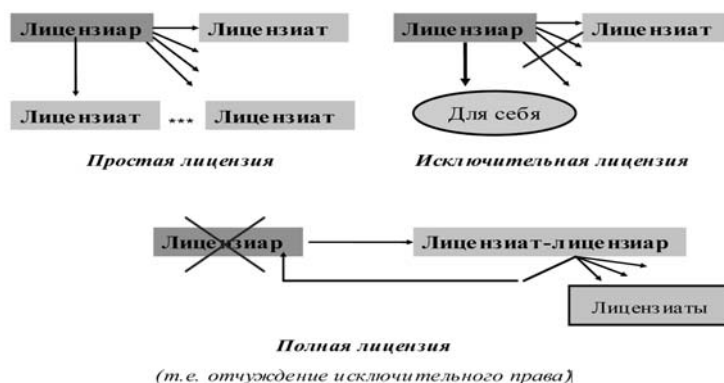 Лицензиар Лицензиат Лицензиар Лицензиат
Лицензиат *** Лицензиат Для себя
Простая лицензия Исключительная лицензия
Лицензиар Лицензиат-лицензиар
Лицензиаты
Полная лицензия
(т.е. отчуждение исключительного права)